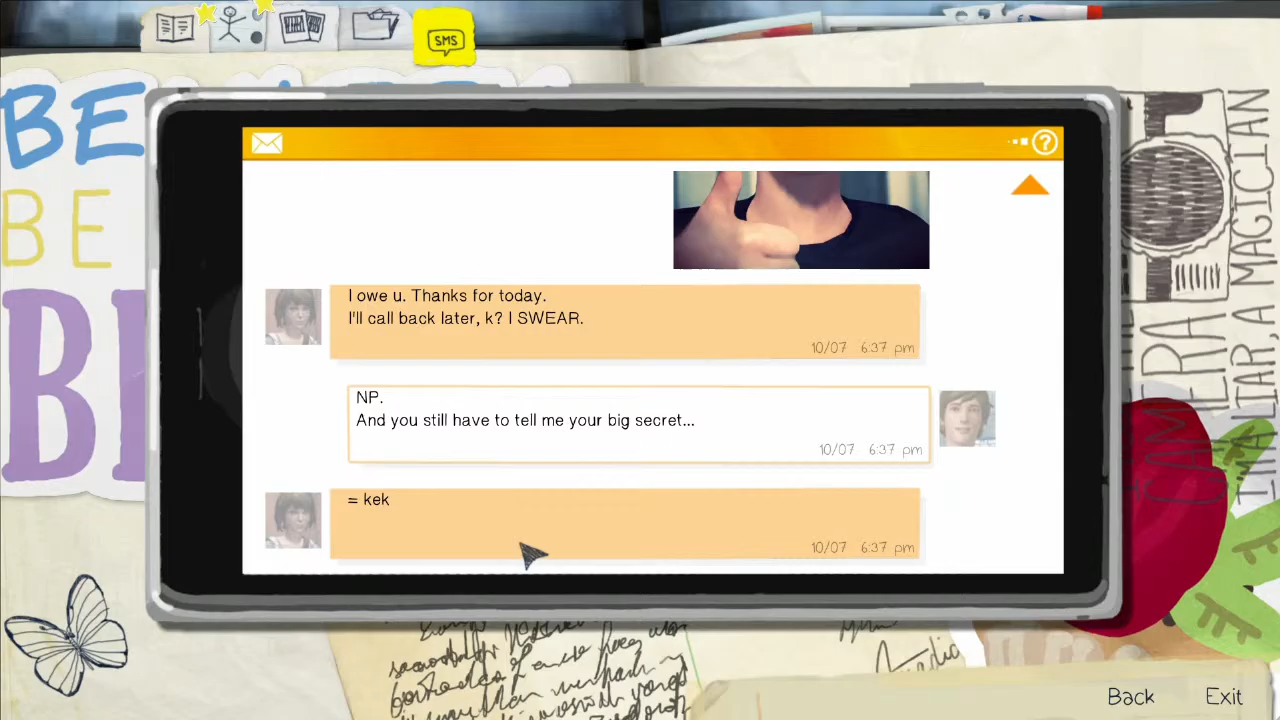 SMS
BE
BE
I owe u. Thanks for today.
I'll call back later, k? I SWEAR.
10/07 6:37 pm
NP.
And you still have to tell me your big secret...
10/07 6:37 pm
= kek
10/07 6:37 pm
CAMERA
I'M A
LIAR, A MAGICIAN
Back
Exit